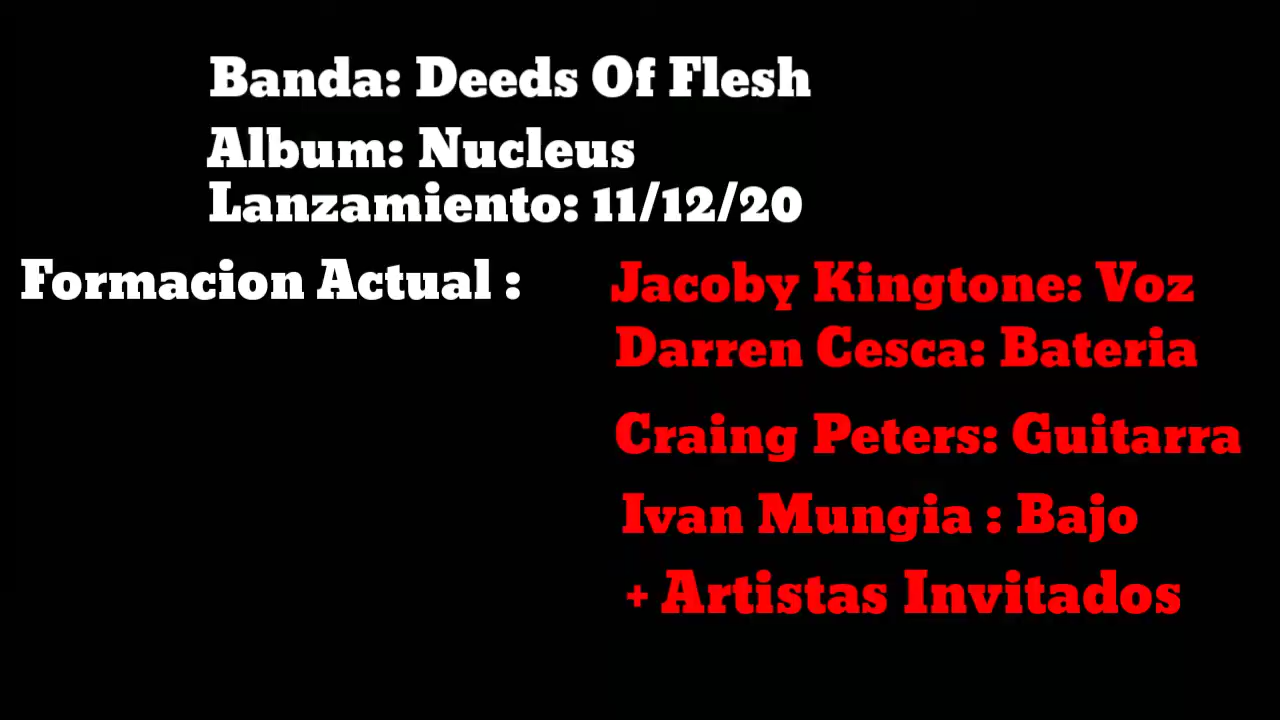 Banda: Deeds Of Flesh
Album: Nucleus
Lanzamiento: 11/12/20
Formacion Actual : Jacoby Kingtone: Voz
Darren Cesca: Bateria
Craing Peters: Guitarra
Ivan Mungia : Bajo
+ Artistas Invitados